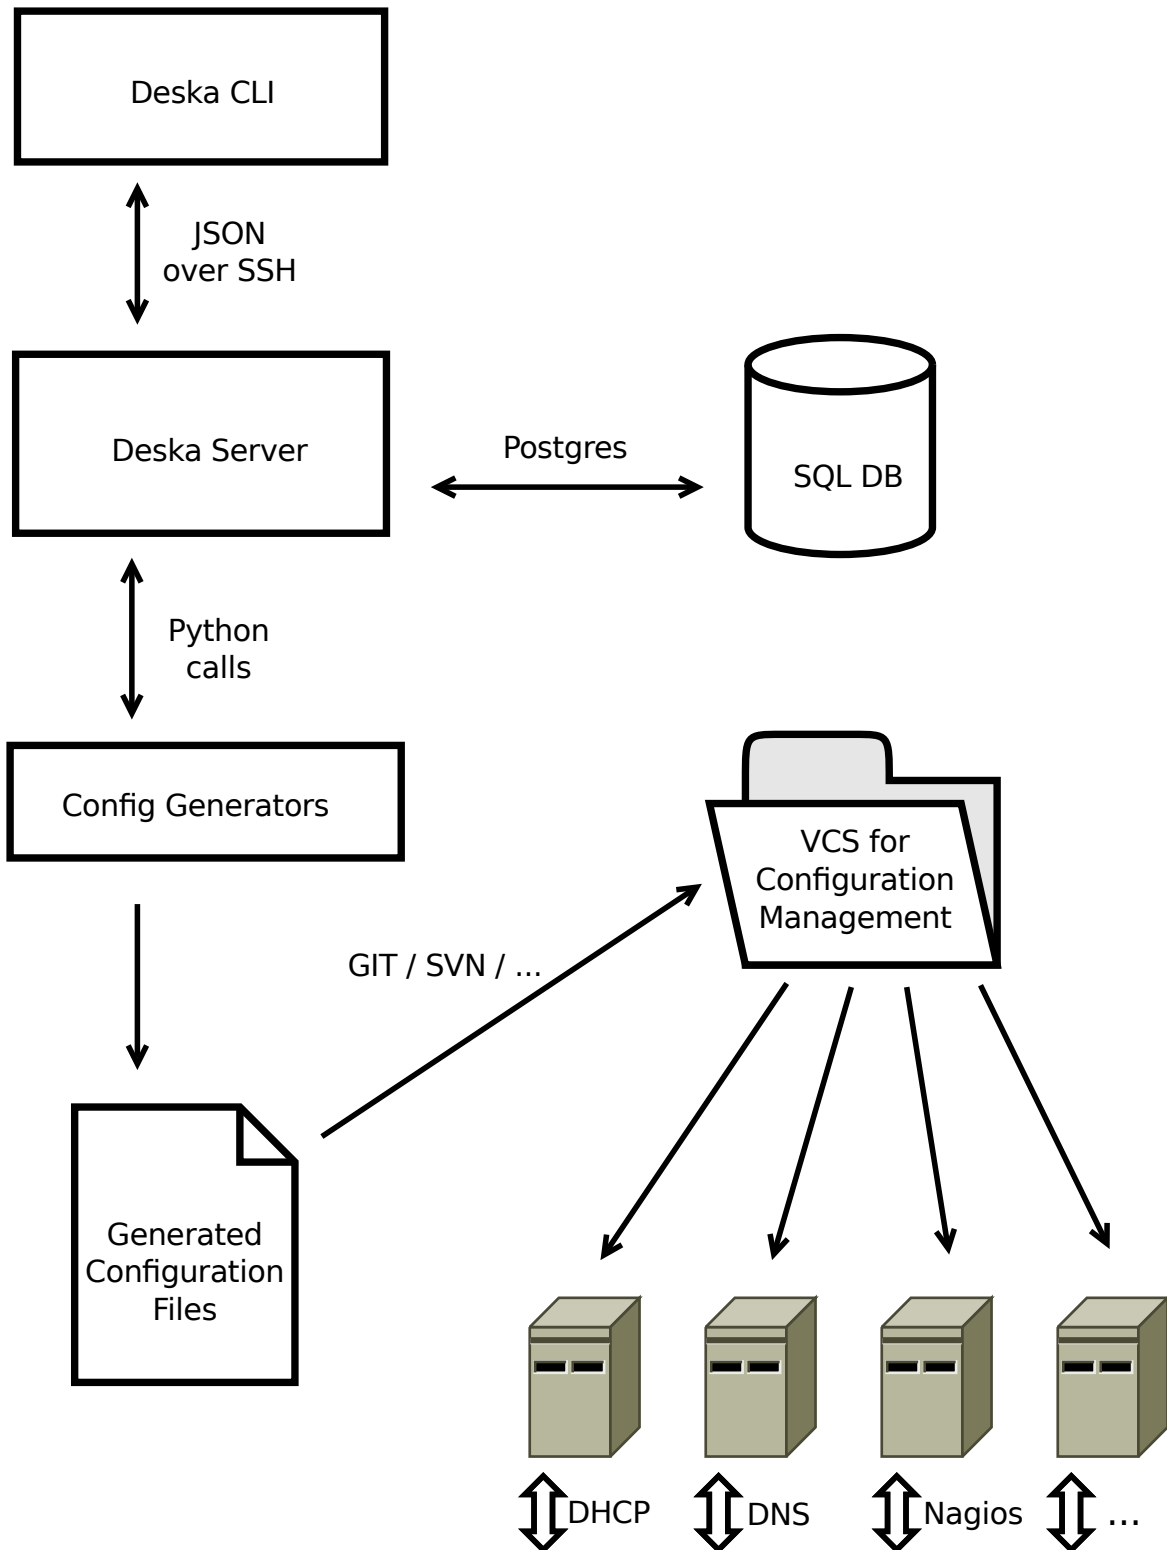 Deska CLI
JSON
over SSH
Deska Server
Postgres
SQL DB
Python
calls
Config Generators
VCS for
Configuration
Management
GIT / SVN / ...
Generated
Configuration
Files
DHCP
DNS
Nagios
...